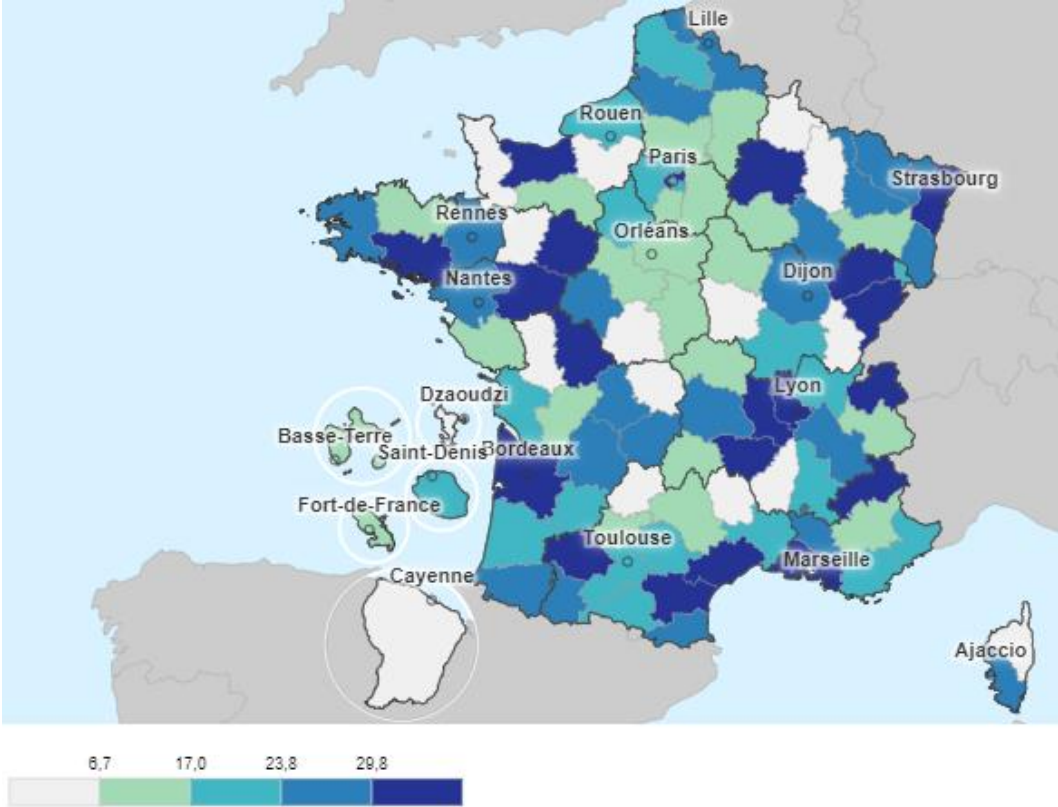 Lille
Rouen
Paris
Strasbourg
Rennes
Orléans
Nantes
Dijon
Lyon
Dzaoudzi
Basse-Terre
Saint-Denis
Bordeaux
Fort-de-France
Toulouse
Marseille
Cayenne
Ajaccio
6,7 17,0 23,8 29,8